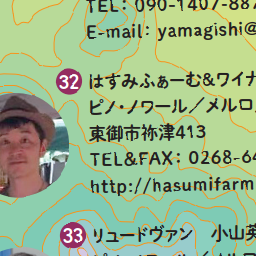 TEL: 090-1407-887
E-mail: yamagishi@
32 はすみふぁーむ&ワイナ
ピノ・ノワール／メルロ
東御市祢津413
TEL&FAX: 0268-64
http://hasumifarm
33 リュードヴァン 小山英